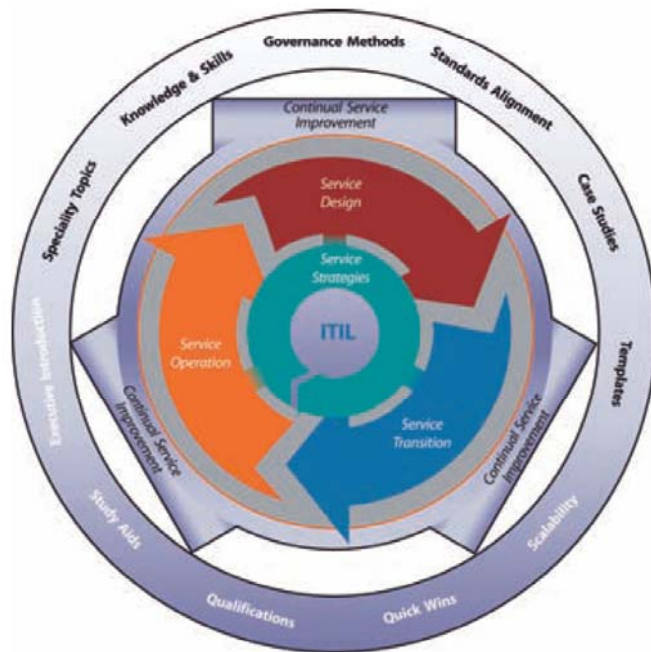 Governance Methods
Standards Alignment
Case Studies
Templates
Scalability
Quick Wins
Qualifications
Study Aids
Executive Introduction
Speciality Topics
Knowledge & Skills
Continual Service
Improvement
Continual Service
Improvement
Continual Service
Improvement
Service
Design
Service
Transition
Service
Operation
Service
Strategies
ITIL